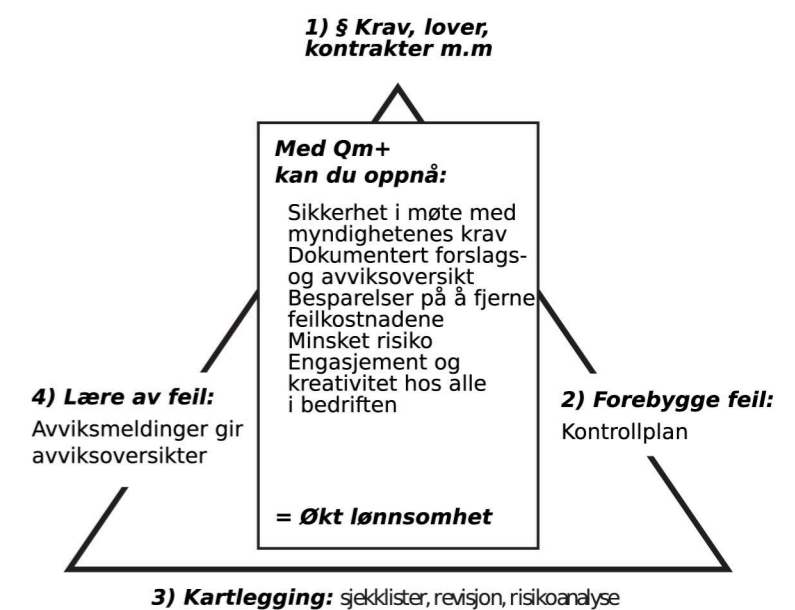 1) § Krav, lover,
kontrakter m.m
Med Qm+
kan du oppnå:
Sikkerhet i møte med
myndighetenes krav
Dokumentert forslags-
og avviksoversikt
Besparelser på å fjerne
feilkostnadene
Minsket risiko
Engasjement og
kreativitet hos alle
i bedriften
= Økt lønnsomhet
2) Forebygge feil:
Kontrollplan
3) Kartlegging: sjekklister, revisjon, risikoanalyse
4) Lære av feil:
Avviksmeldinger gir
avviksoversikter